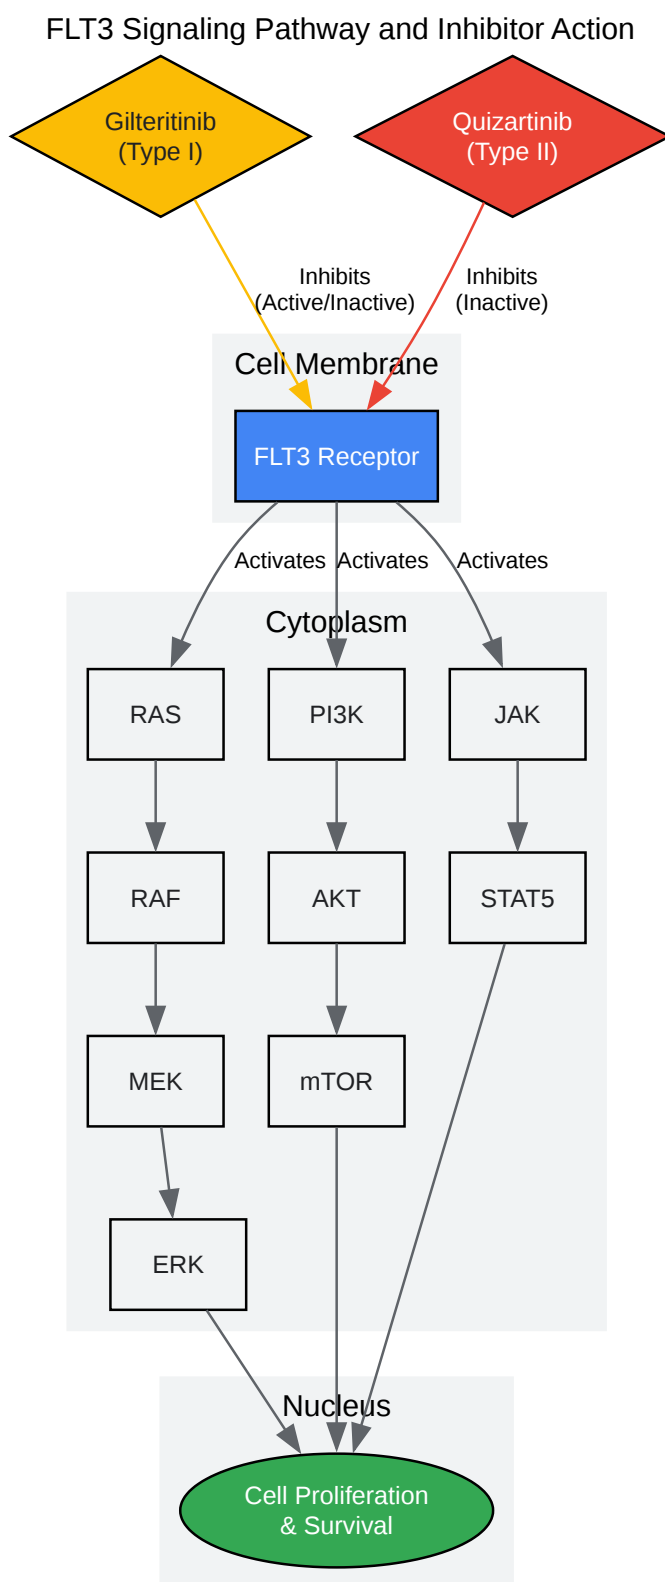 FLT3 Signaling Pathway and Inhibitor Action
Gilteritinib
(Type I)
Quizartinib
(Type II)
Inhibits
(Active/Inactive)
Inhibits
(Inactive)
Cell Membrane
FLT3 Receptor
Activates
Activates
Activates
Cytoplasm
RAS
PI3K
JAK
RAF
AKT
STAT5
MEK
mTOR
ERK
Nucleus
Cell Proliferation
& Survival